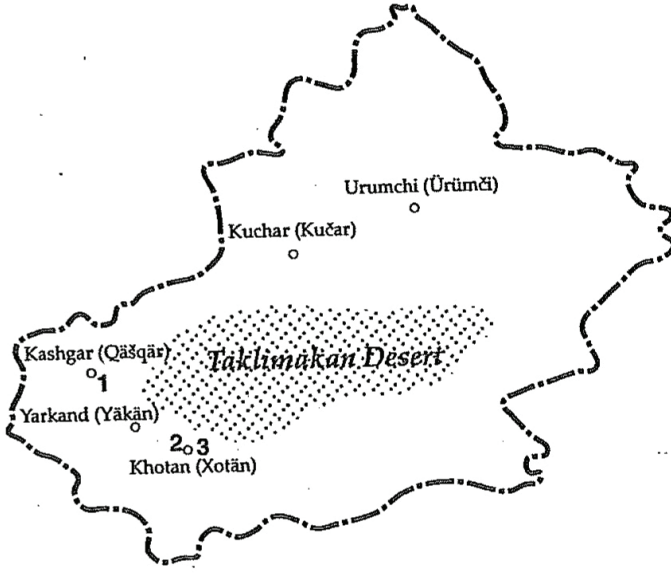 Urumchi (Ürümči)
Kuchar (Kučar)
Kashgar (Qäšqär)
Taklimakan Desert
1
Yarkand (Yäkän)
2 3
Khotan (Xotän)